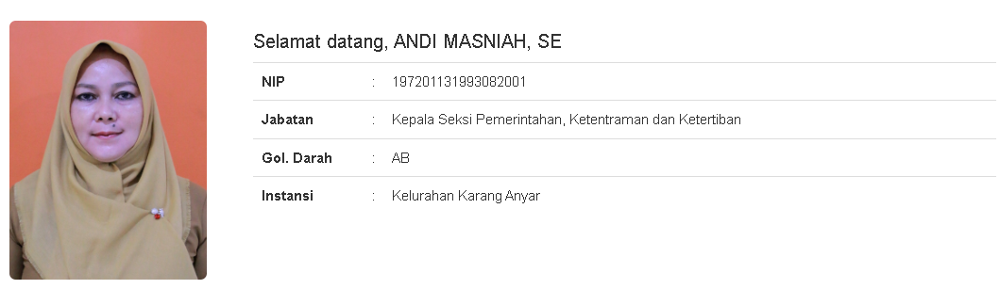 Selamat datang, ANDI MASNIAH, SE
NIP : 197201131993082001
Jabatan : Kepala Seksi Pemerintahan, Ketentraman dan Ketertiban
Gol. Darah : AB
Instansi : Kelurahan Karang Anyar